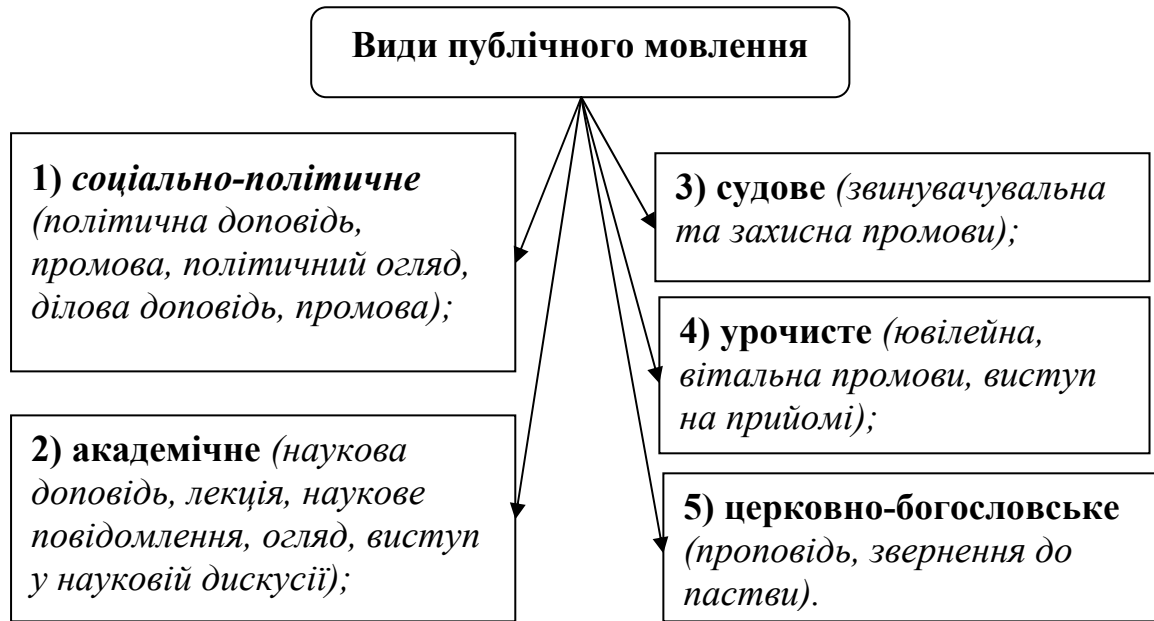 Види публічного мовлення
1) соціально-політичне
(політична доповідь,
промова, політичний огляд,
ділова доповідь, промова);
2) академічне (наукова
доповідь, лекція, наукове
повідомлення, огляд, виступ
у науковій дискусії);
3) судове (звинувачувальна
та захисна промови);
4) урочисте (ювілейна,
вітальна промови, виступ
на прийомі);
5) церковно-богословське
(проповідь, звернення до
пастви).